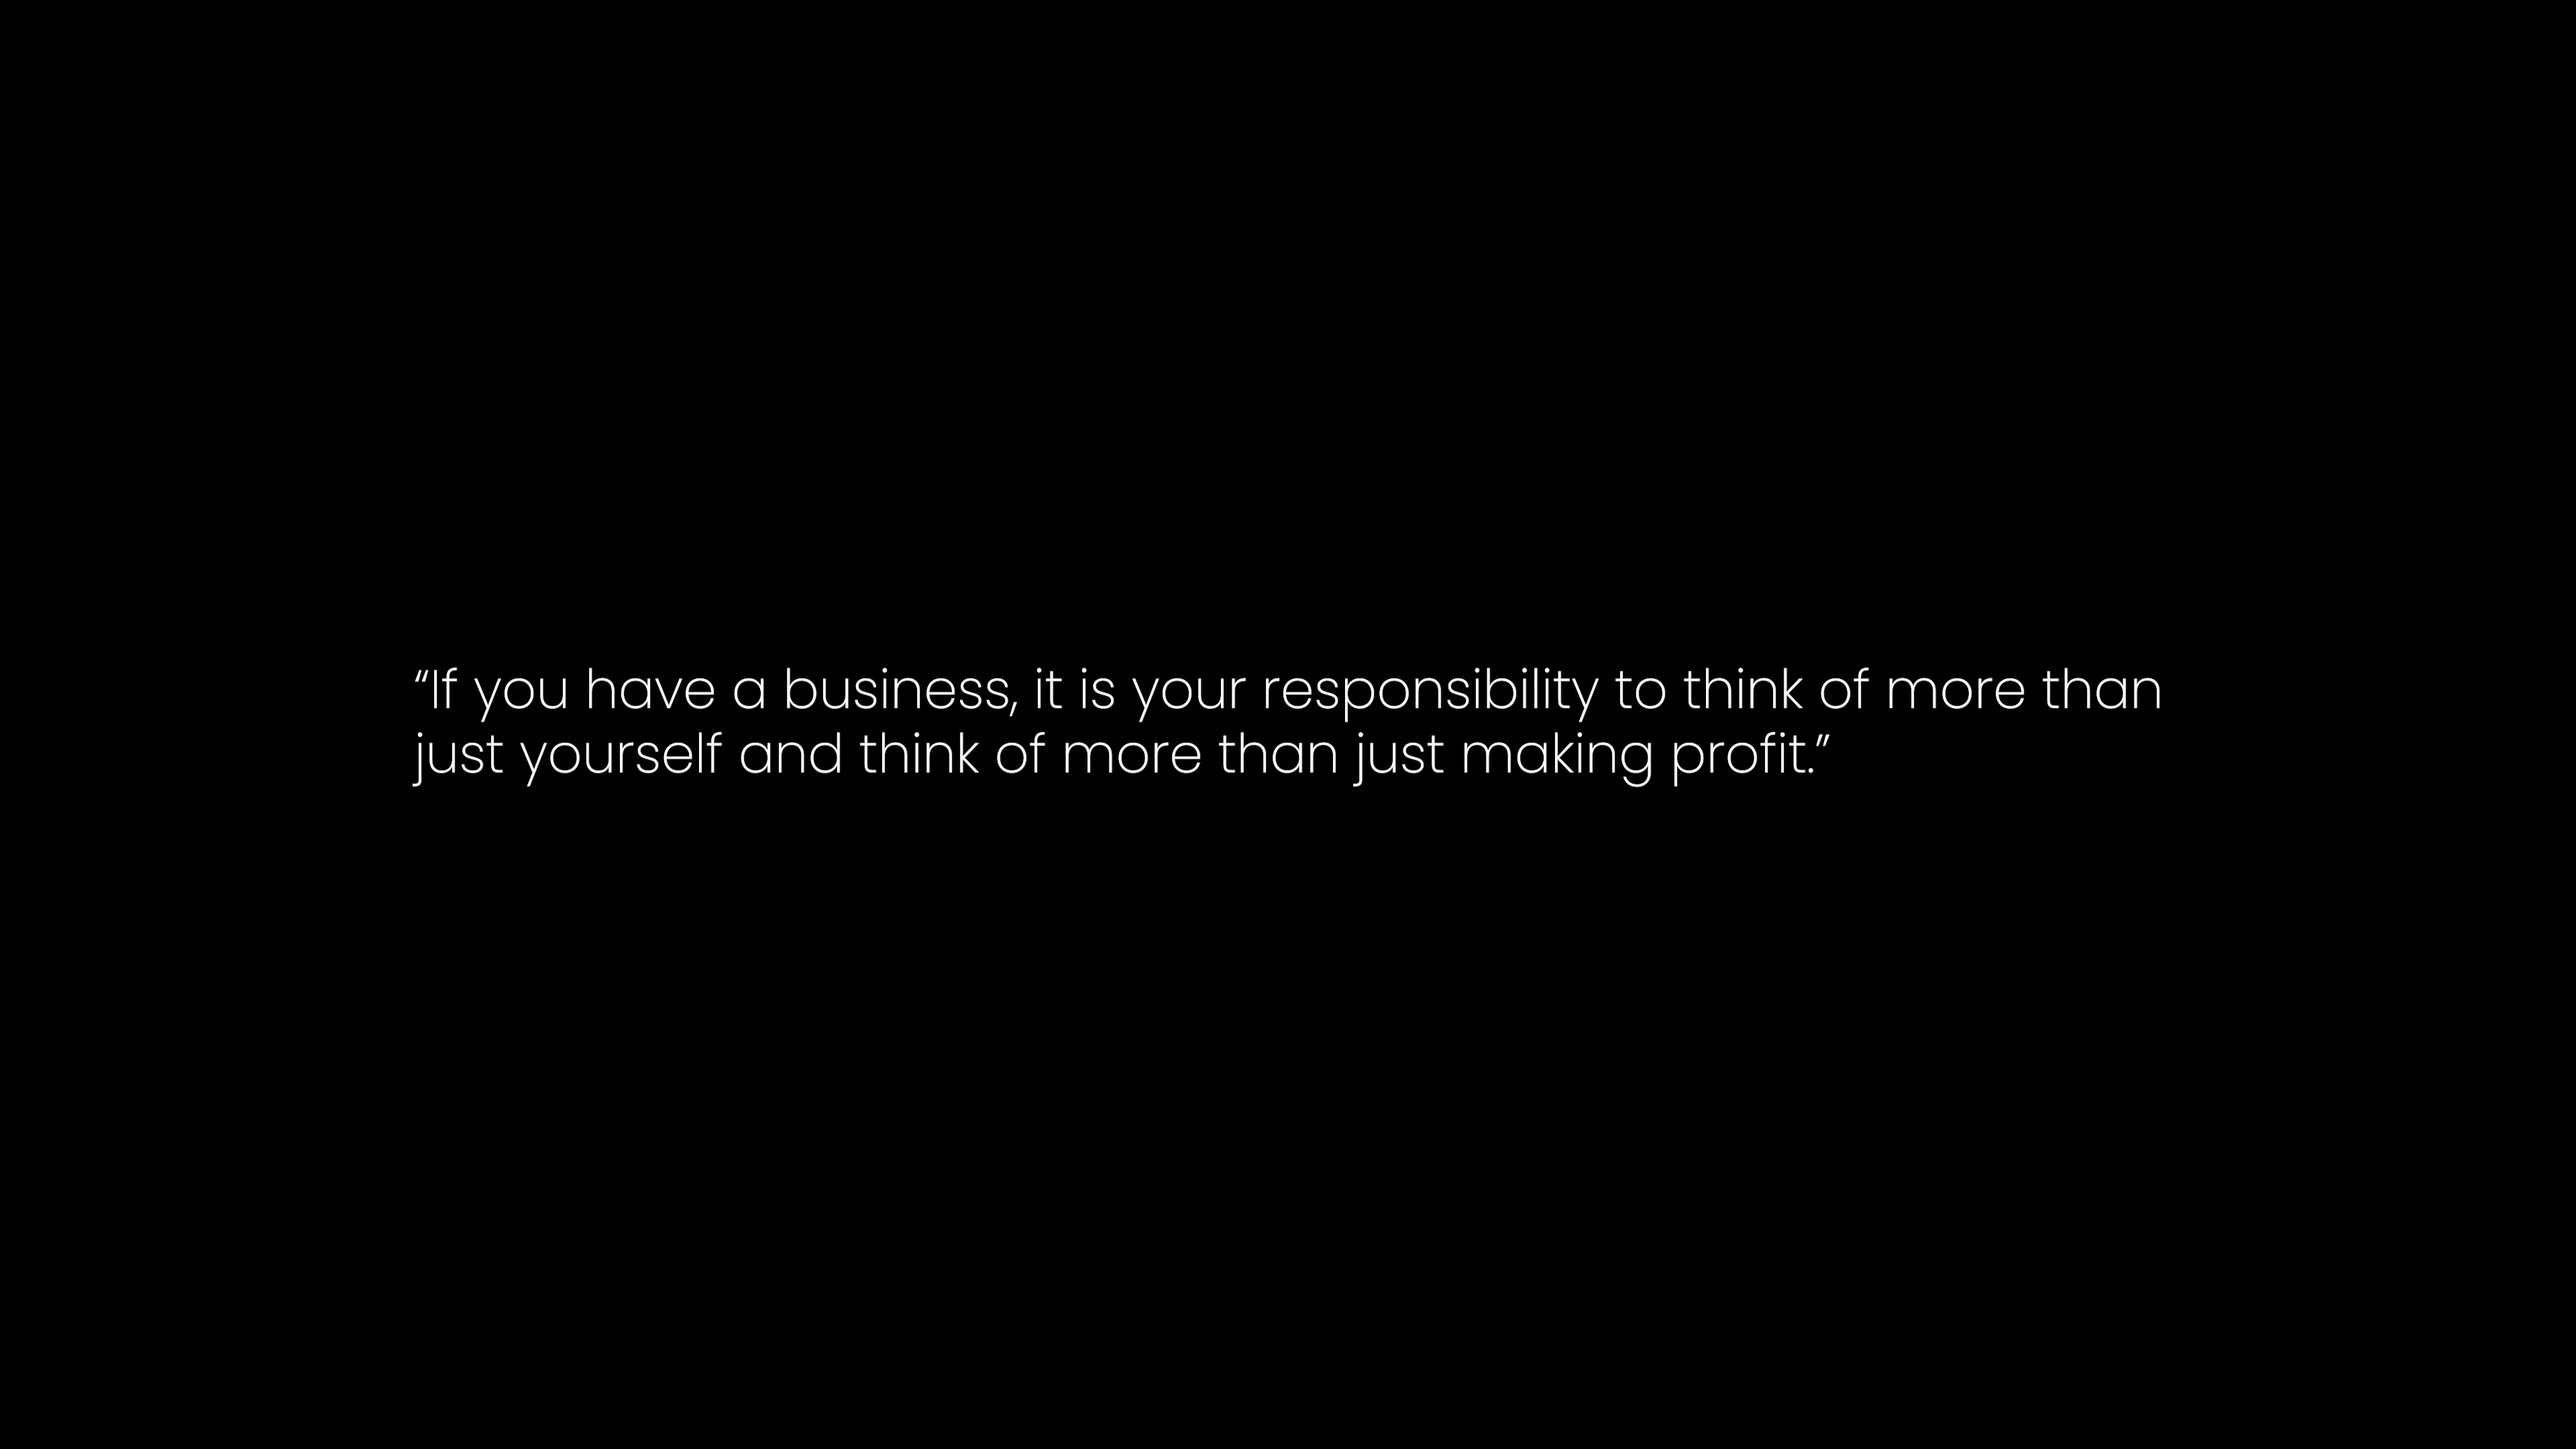 “If you have a business, it is your responsibility to think of more than
just yourself and think of more than just making profit.”